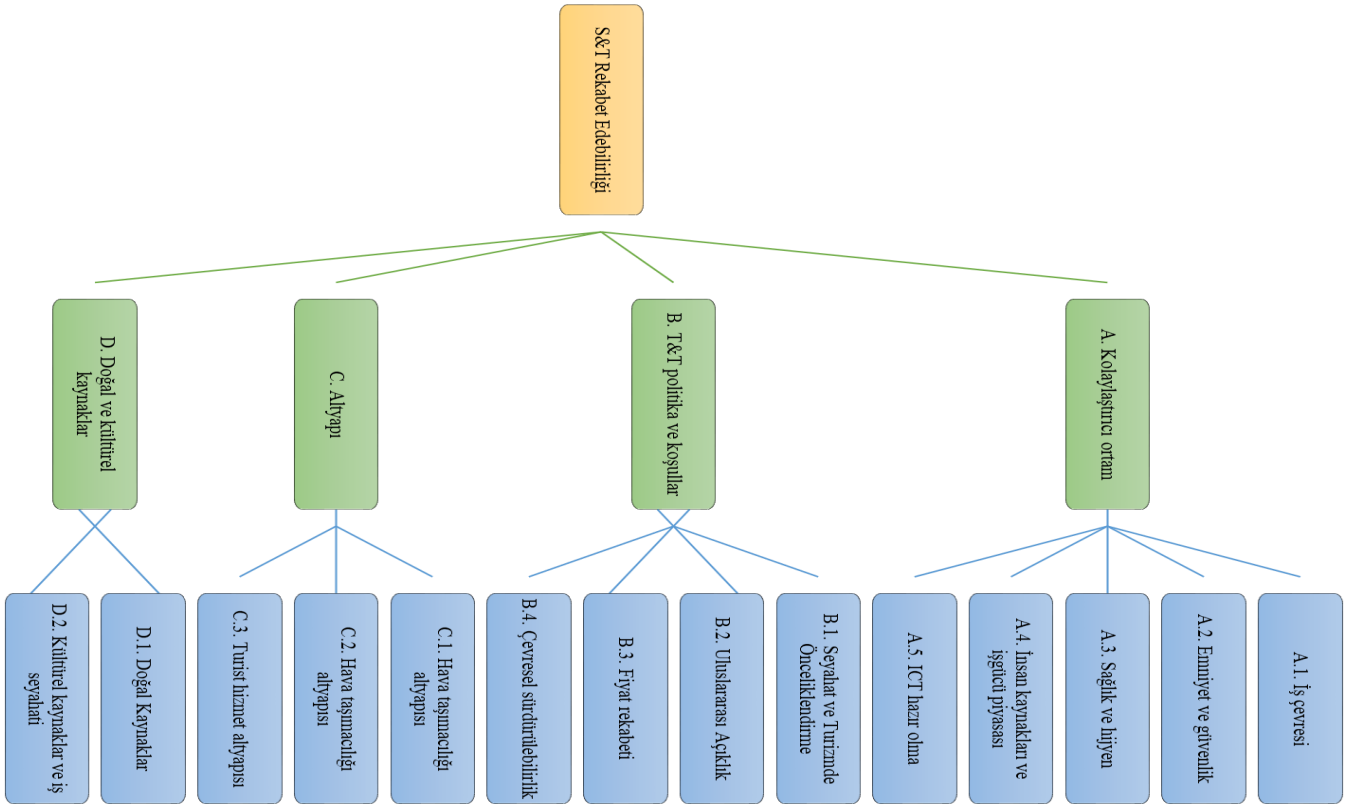 S&T Rekabet Edebilirliği
A. Kolaylaştırıcı ortam
B. T&T politika ve koşullar
C. Altyapı
D. Doğal ve kültürel
kaynaklar
A.1. İş çevresi
A.2. Emniyet ve güvenlik
A.3. Sağlık ve hijyen
A.4. İnsan kaynakları ve
işgücü piyasası
A.5. ICT hazır olma
B.1. Seyahat ve Turizmde
Önceliklendirme
B.2. Uluslararası Açıklık
B.3. Fiyat rekabeti
B.4. Çevresel sürdürülebilirlik
C.1. Hava taşımacılığı
altyapısı
C.2. Hava taşımacılığı
altyapısı
C.3. Turist hizmet altyapısı
D.1. Doğal Kaynaklar
D.2. Kültürel kaynaklar ve iş
seyahati